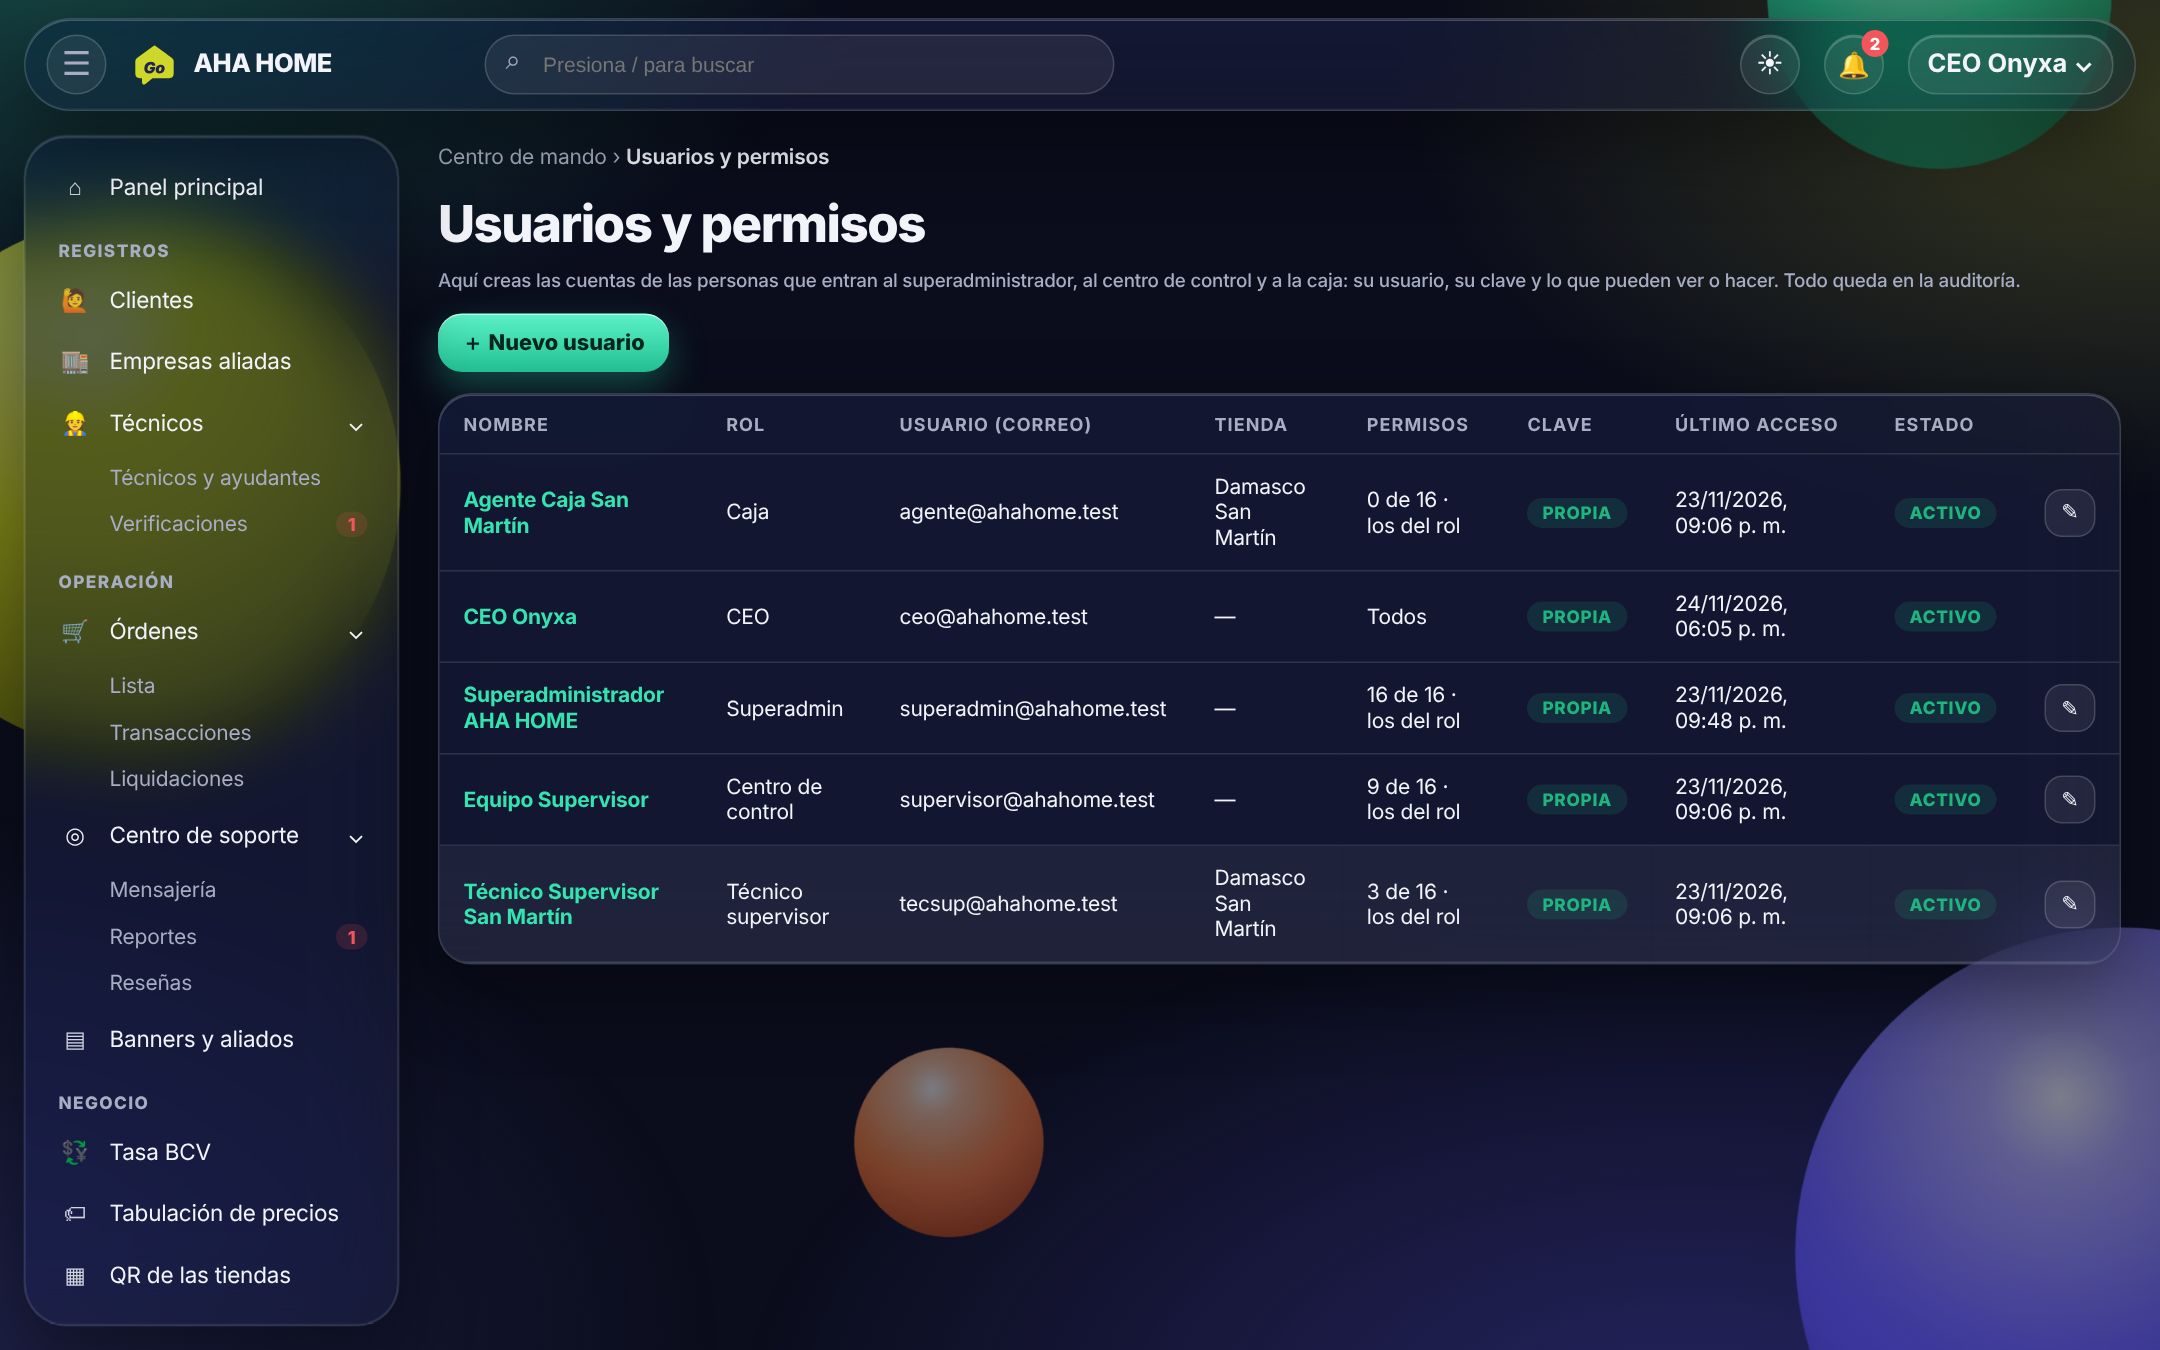 Go AHA HOME
Presiona / para buscar
2
CEO Onyxa
Panel principal
REGISTROS
Clientes
Empresas aliadas
Técnicos
Técnicos y ayudantes
Verificaciones 1
OPERACIÓN
Órdenes
Lista
Transacciones
Liquidaciones
Centro de soporte
Mensajería
Reportes 1
Reseñas
Banners y aliados
NEGOCIO
Tasa BCV
Tabulación de precios
QR de las tiendas
Centro de mando › Usuarios y permisos
Usuarios y permisos
Aquí creas las cuentas de las personas que entran al superadministrador, al centro de control y a la caja: su usuario, su clave y lo que pueden ver o hacer. Todo queda en la auditoría.
+ Nuevo usuario
NOMBRE ROL USUARIO (CORREO) TIENDA PERMISOS CLAVE ÚLTIMO ACCESO ESTADO
Agente Caja San
Martín
Caja
agente@ahahome.test
Damasco
San
Martín
0 de 16 ·
los del rol
PROPIA
23/11/2026,
09:06 p. m.
ACTIVO
CEO Onyxa
CEO
ceo@ahahome.test
—
Todos
PROPIA
24/11/2026,
06:05 p. m.
ACTIVO
Superadministrador
AHA HOME
Superadmin
superadmin@ahahome.test
—
16 de 16 ·
los del rol
PROPIA
23/11/2026,
09:48 p. m.
ACTIVO
Equipo Supervisor
Centro de
control
supervisor@ahahome.test
—
9 de 16 ·
los del rol
PROPIA
23/11/2026,
09:06 p. m.
ACTIVO
Técnico Supervisor
San Martín
Técnico
supervisor
tecsup@ahahome.test
Damasco
San
Martín
3 de 16 ·
los del rol
PROPIA
23/11/2026,
09:06 p. m.
ACTIVO